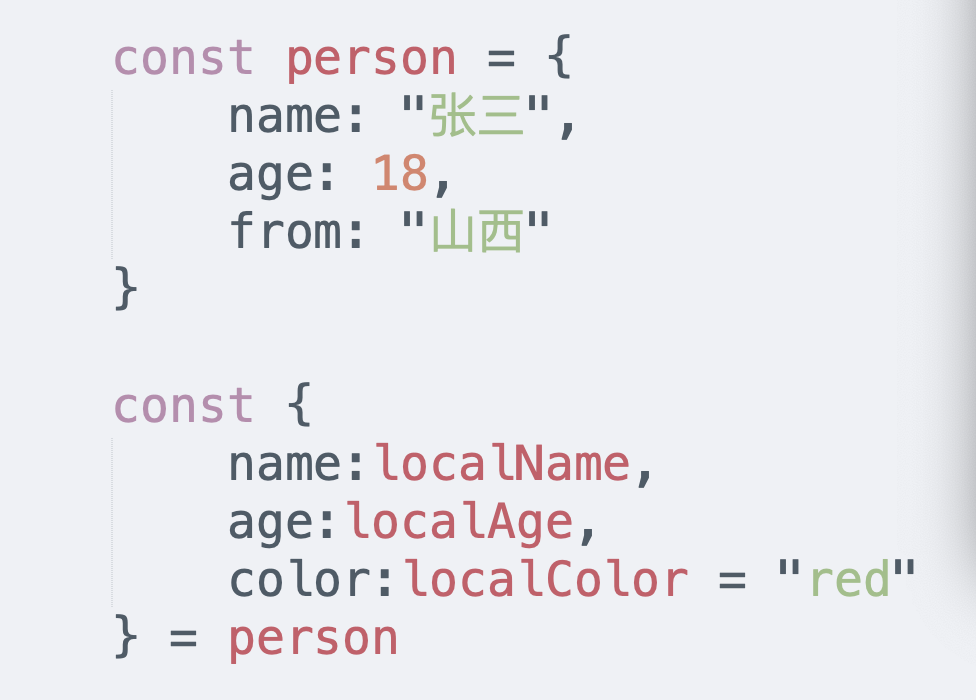 const person = {
    name: "张三",
    age: 18,
    from: "山西"
}

const {
    name:localName,
    age:localAge,
    color:localColor = "red"
} = person